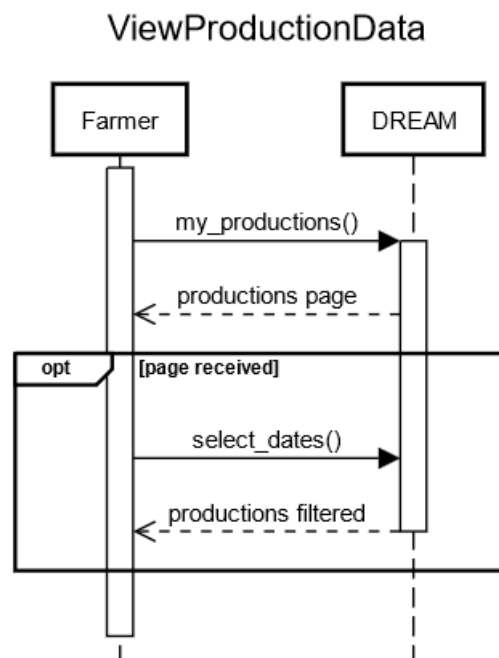 ViewProductionData
Farmer
DREAM
my_productions()
productions page
opt
[page received]
select_dates()
productions filtered